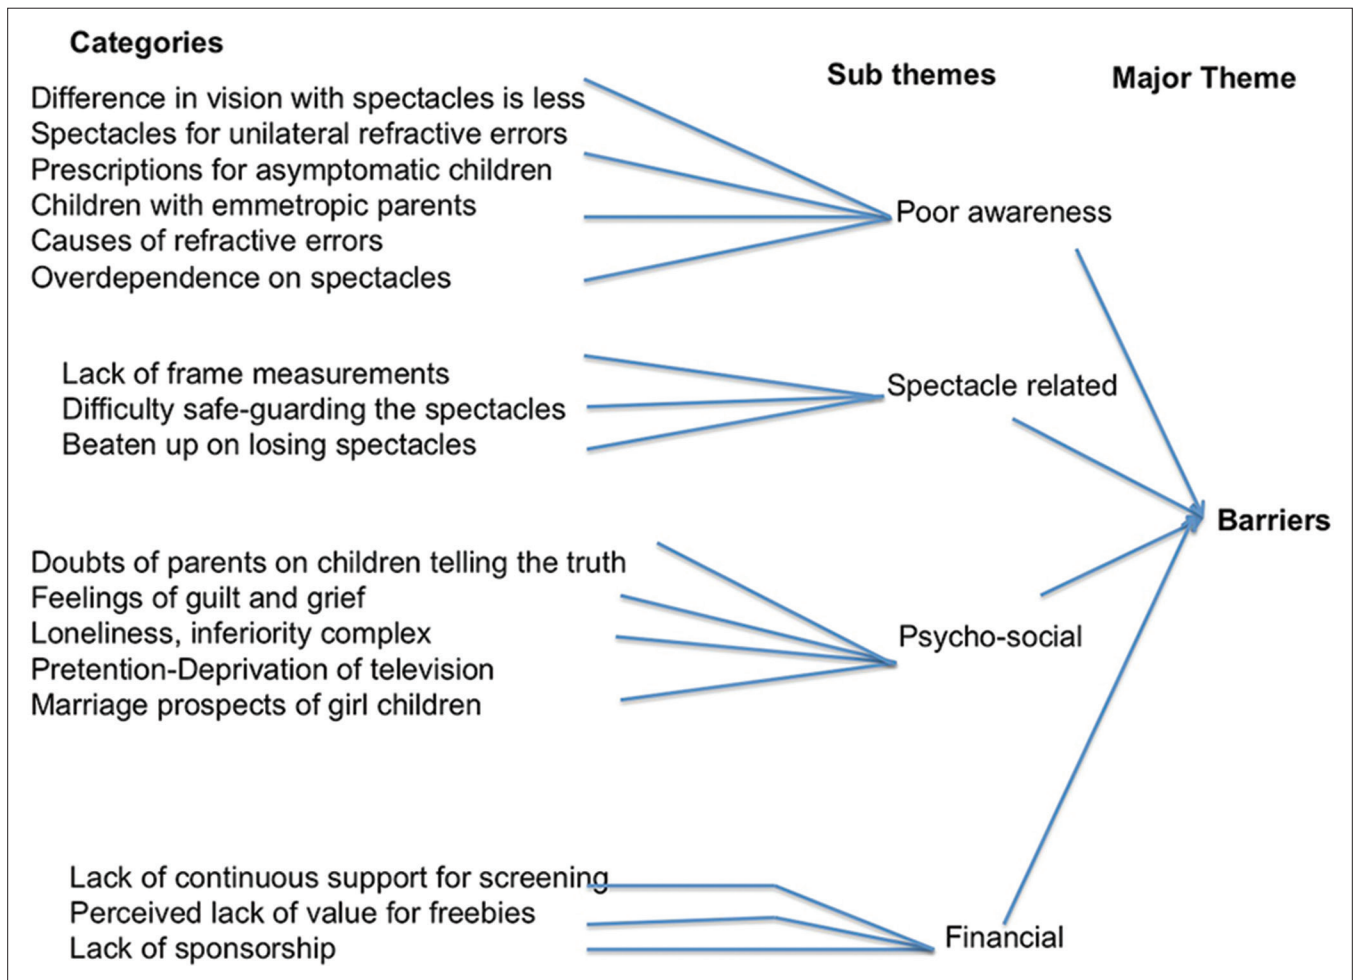 Categories
Sub themes
Major Theme
Difference in vision with spectacles is less
Spectacles for unilateral refractive errors
Prescriptions for asymptomatic children
Children with emmetropic parents
Causes of refractive errors
Overdependence on spectacles
Poor awareness
Lack of frame measurements
Difficulty safe-guarding the spectacles
Beaten up on losing spectacles
Spectacle related
Barriers
Doubts of parents on children telling the truth
Feelings of guilt and grief
Loneliness, inferiority complex
Pretention-Deprivation of television
Marriage prospects of girl children
Psycho-social
Lack of continuous support for screening
Perceived lack of value for freebies
Lack of sponsorship
Financial